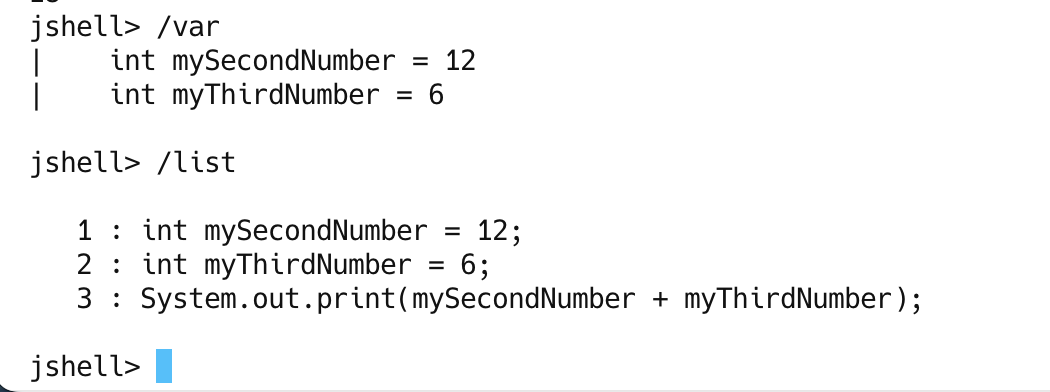 jshell> /var
|    int mySecondNumber = 12
|    int myThirdNumber = 6
jshell> /list
1 : int mySecondNumber = 12;
2 : int myThirdNumber = 6;
3 : System.out.print(mySecondNumber + myThirdNumber);
jshell>